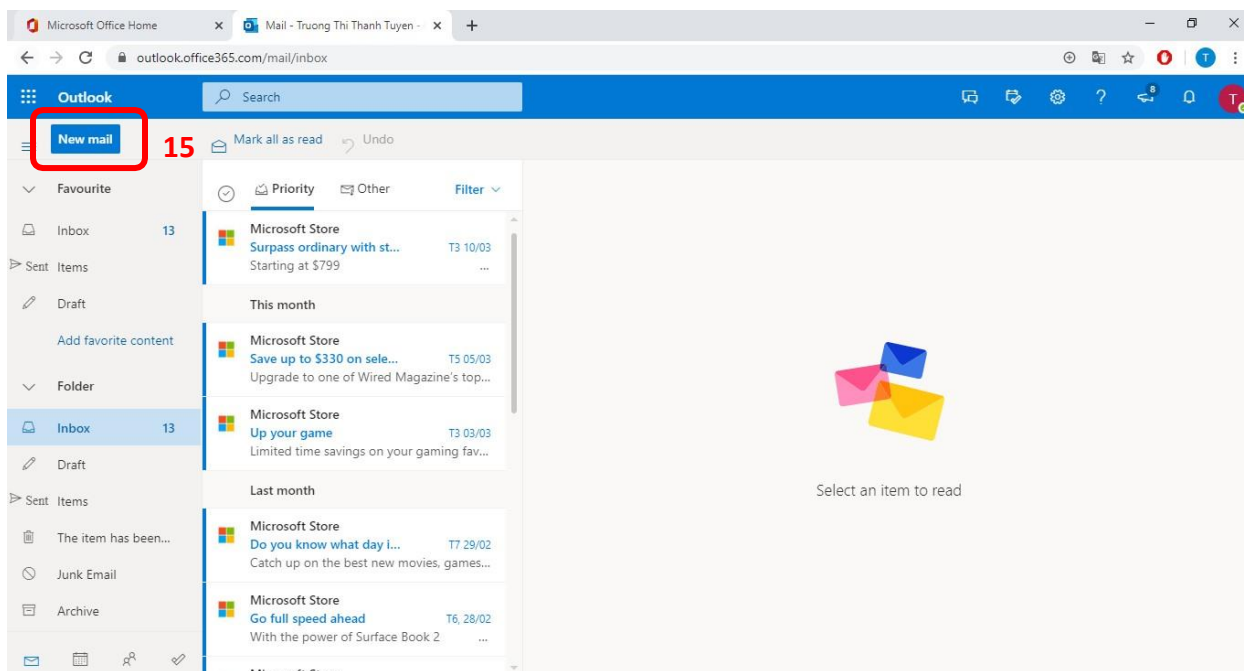 Microsoft Office Home
Mail - Truong Thi Thanh Tuyen -
outlook.office365.com/mail/inbox
T
Outlook
Search
8
T
New mail
15
Mark all as read
Undo
Favourite
Priority
Other
Filter
Inbox 13
Sent Items
Draft
Add favorite content
Folder
Inbox 13
Draft
Sent Items
The item has been...
Junk Email
Archive
Microsoft Store
Surpass ordinary with st... T3 10/03
Starting at $799 ...
This month
Microsoft Store
Save up to $330 on sele... T5 05/03
Upgrade to one of Wired Magazine's top...
Microsoft Store
Up your game T3 03/03
Limited time savings on your gaming fav...
Last month
Microsoft Store
Do you know what day i... T7 29/02
Catch up on the best new movies, games...
Microsoft Store
Go full speed ahead T6, 28/02
With the power of Surface Book 2 ...
Select an item to read